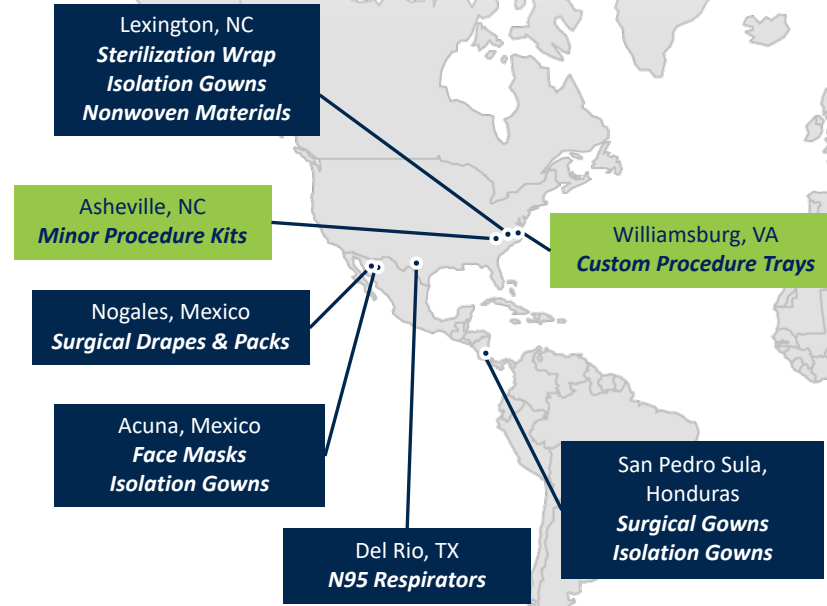 Lexington, NC
Sterilization Wrap
Isolation Gowns
Nonwoven Materials
Asheville, NC
Minor Procedure Kits
Williamsburg, VA
Custom Procedure Trays
Nogales, Mexico
Surgical Drapes & Packs
Acuna, Mexico
Face Masks
Isolation Gowns
San Pedro Sula,
Honduras
Surgical Gowns
Isolation Gowns
Del Rio, TX
N95 Respirators